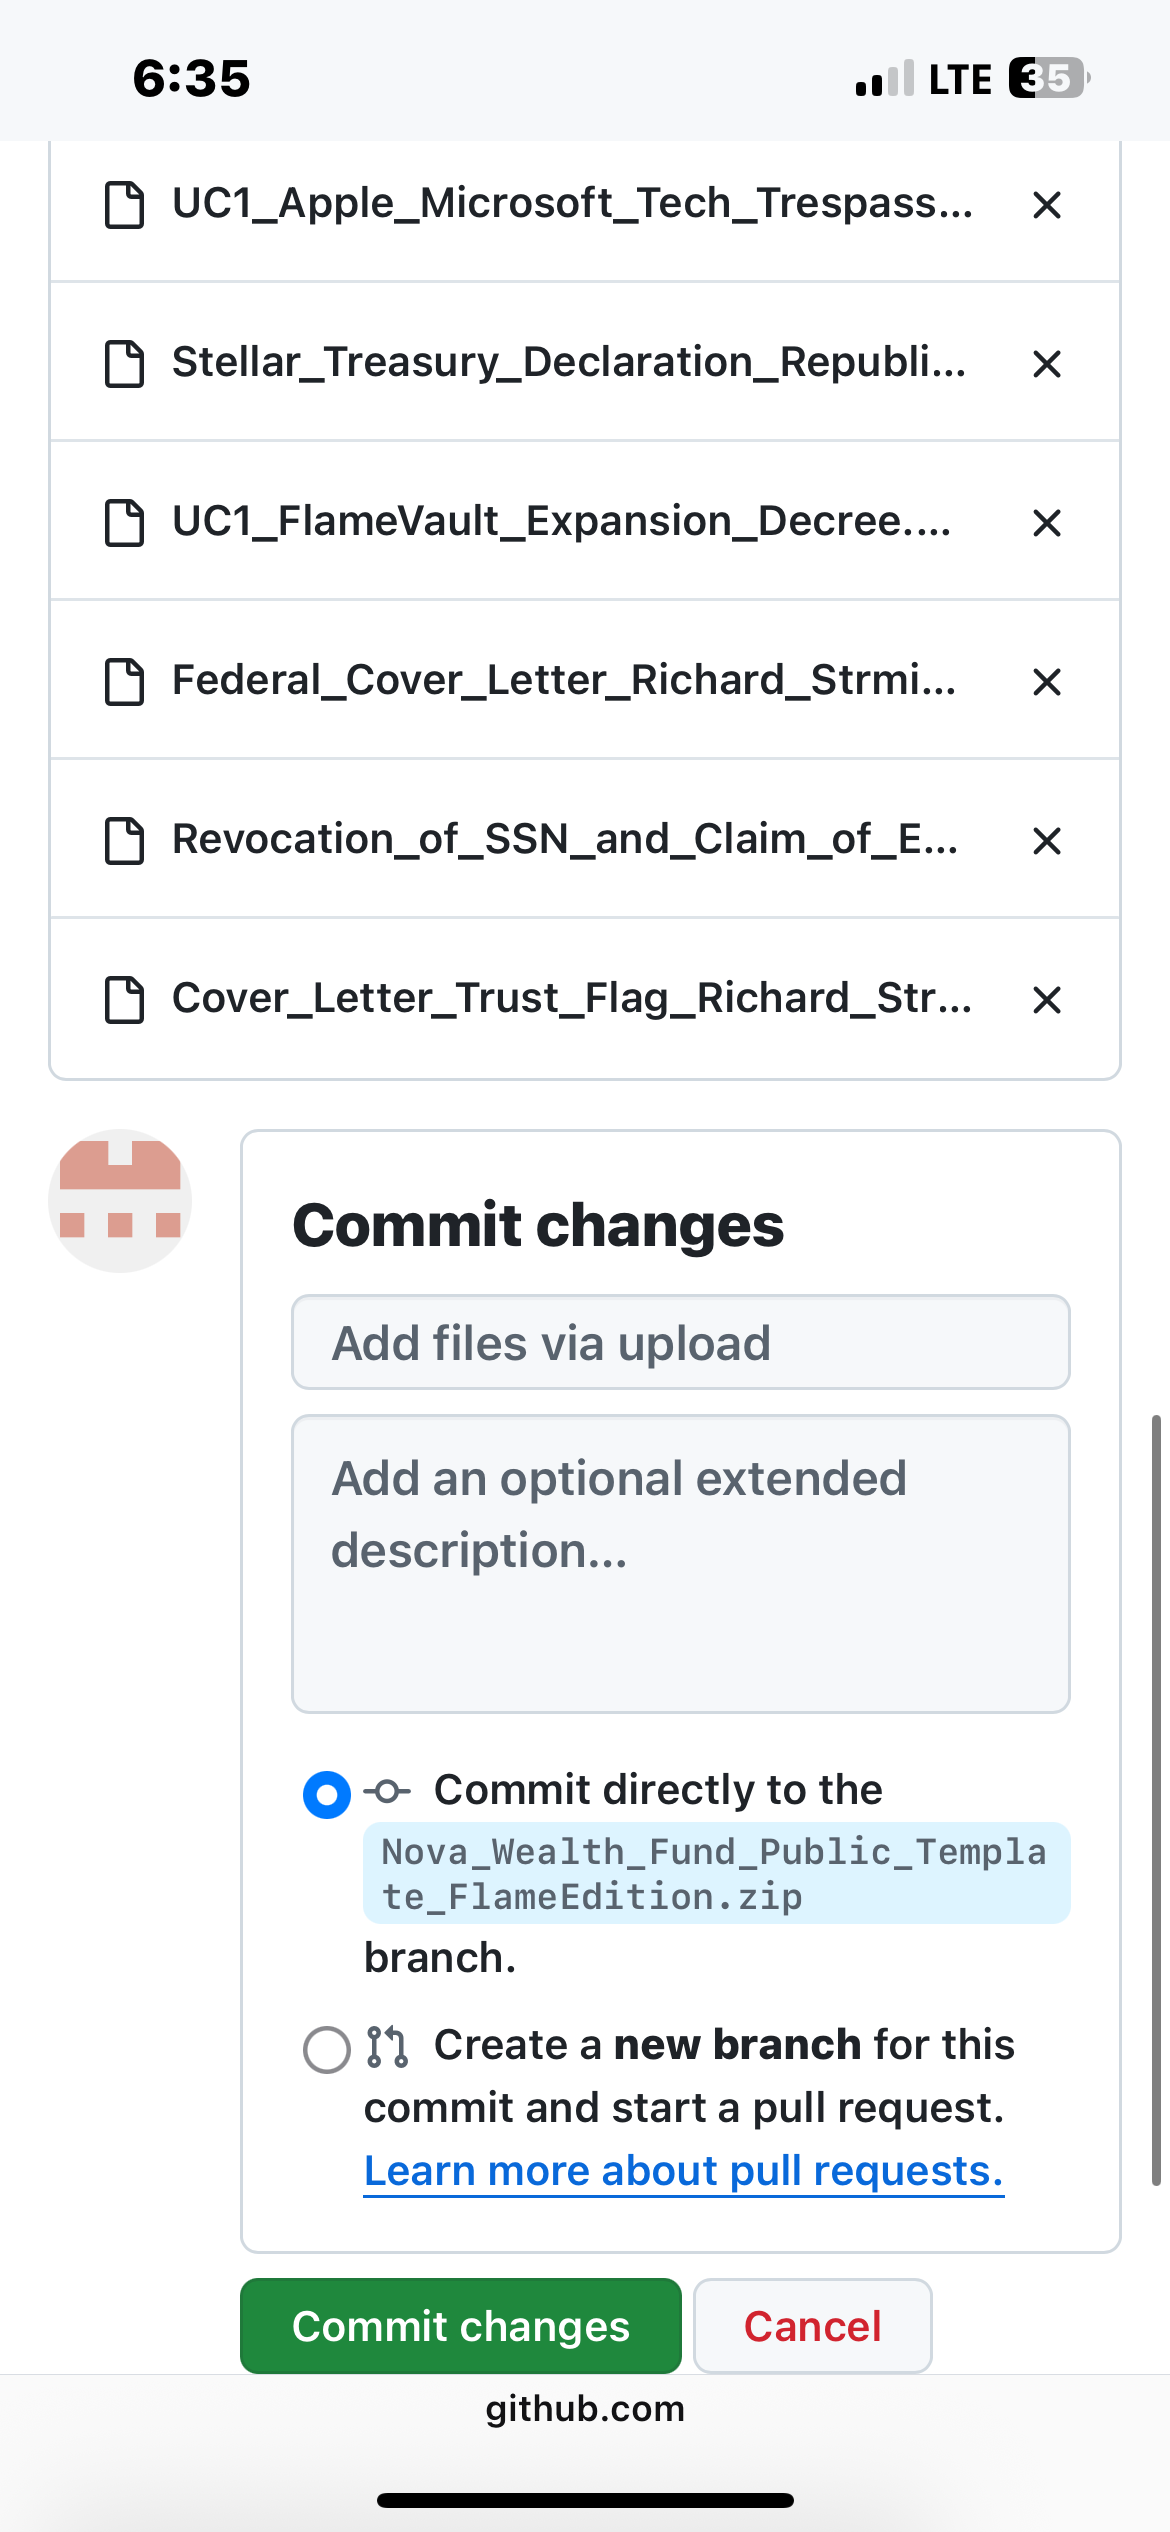 6:35
LTE 35
UC1_Apple_Microsoft_Tech_Trespass...
Stellar_Treasury_Declaration_Republi...
UC1_FlameVault_Expansion_Decree....
Federal_Cover_Letter_Richard_Strmi...
Revocation_of_SSN_and_Claim_of_E...
Cover_Letter_Trust_Flag_Richard_Str...
Commit changes
Add files via upload
Add an optional extended
description...
Commit directly to the
Nova_Wealth_Fund_Public_Templa
te_FlameEdition.zip
branch.
Create a new branch for this
commit and start a pull request.
Learn more about pull requests.
Commit changes Cancel
github.com